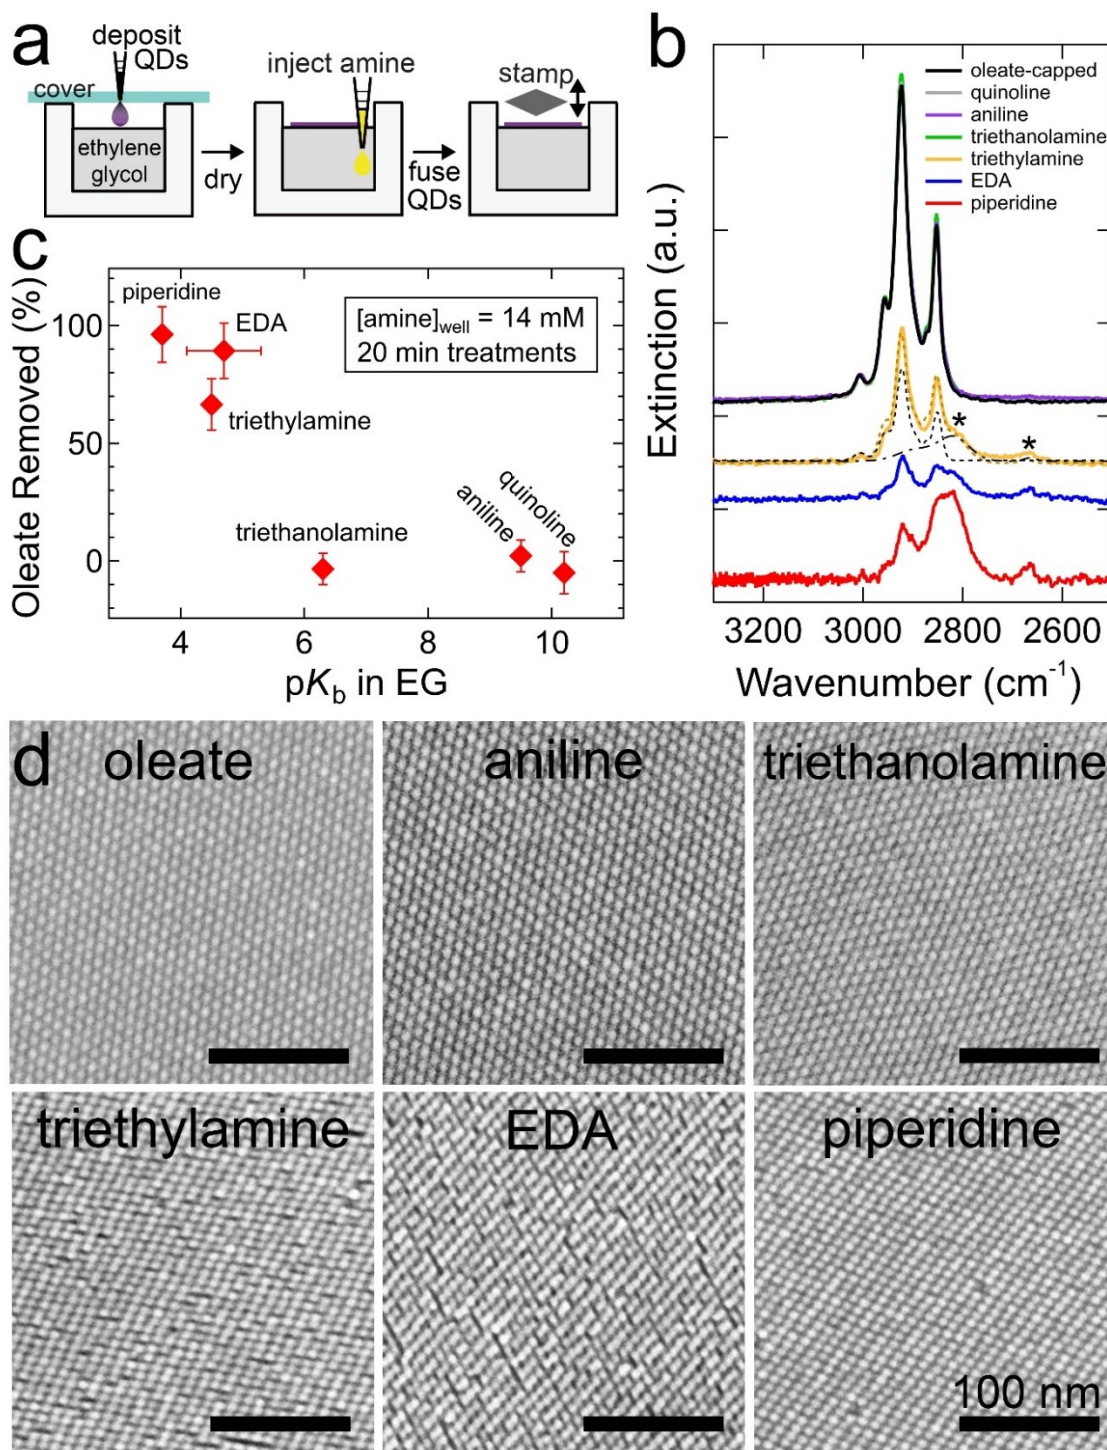 a
deposit
QDs
cover
ethylene
glycol
dry
inject amine
fuse
QDs
stamp
b
oleate-capped
quinoline
aniline
triethanolamine
triethylamine
EDA
piperidine
Extinction (a.u.)
*
*
3200
3000
2800
2600
Wavenumber (cm⁻¹)
c
Oleate Removed (%)
100
50
0
piperidine
EDA
triethylamine
[amine]well = 14 mM
20 min treatments
triethanolamine
aniline
quinoline
4
6
8
10
pKb in EG
d
oleate
aniline
triethanolamine
triethylamine
EDA
piperidine
100 nm